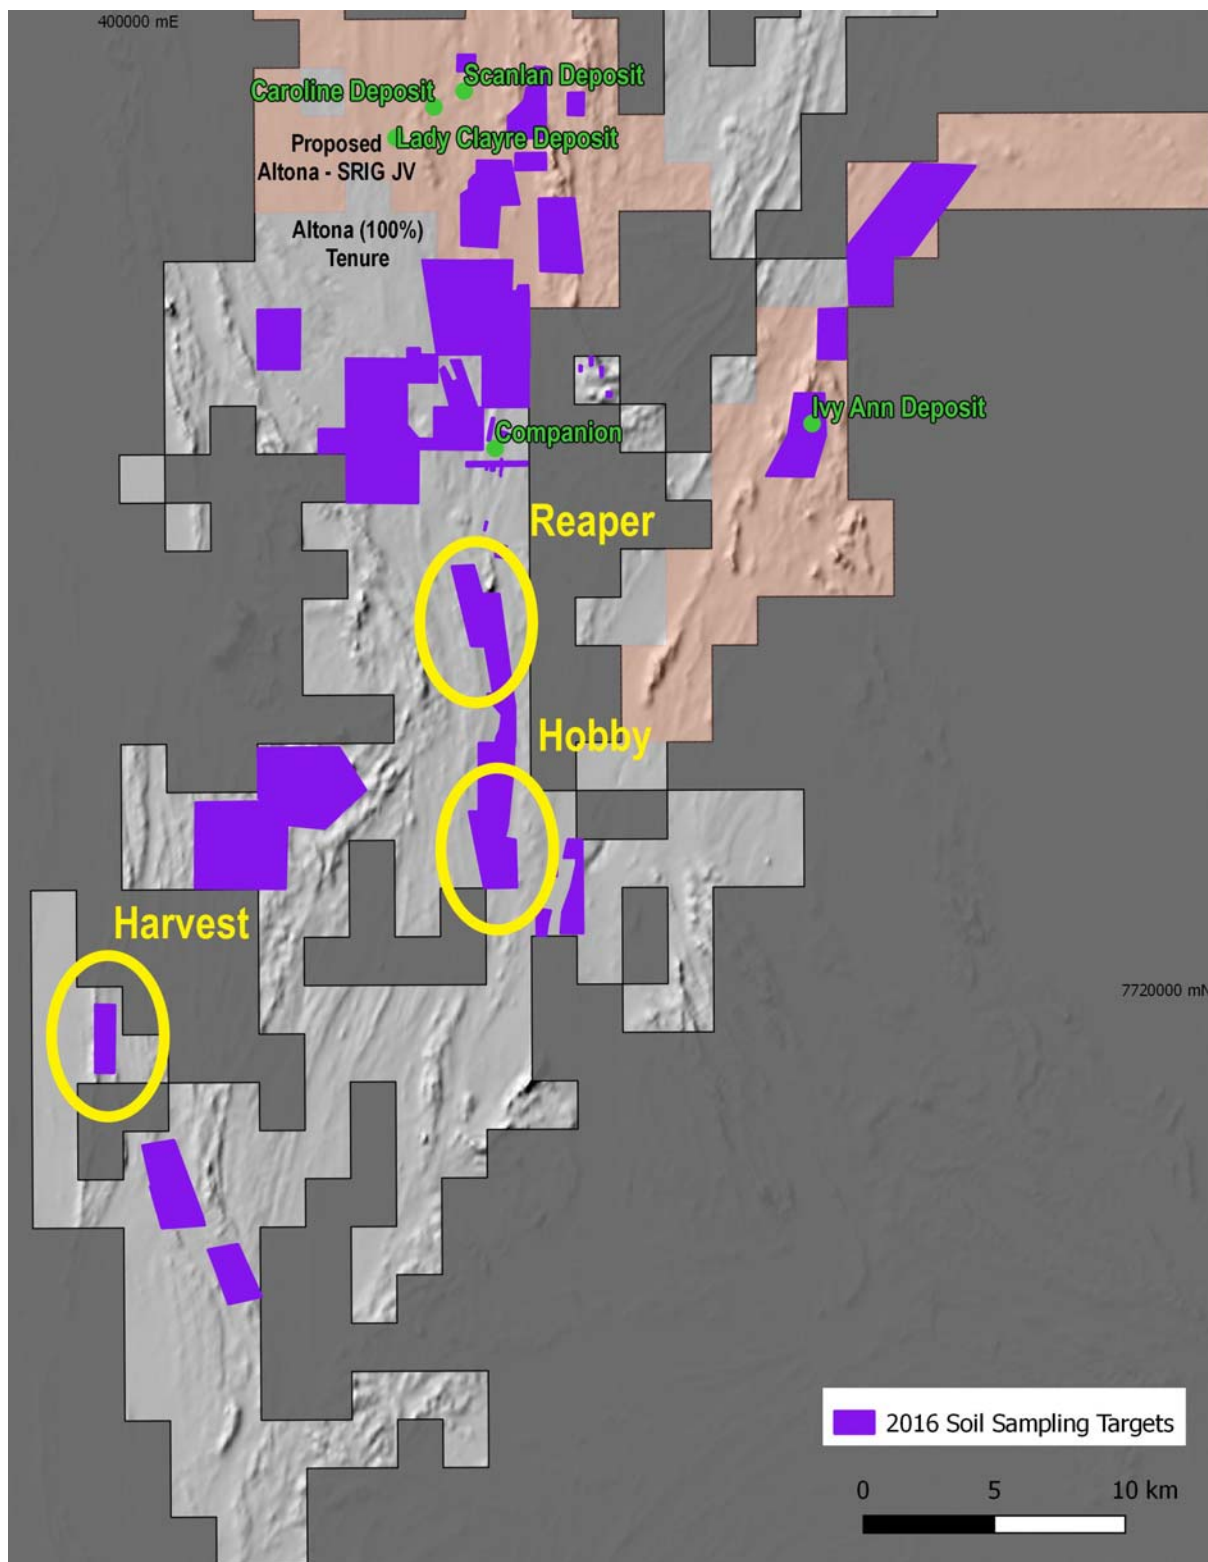 400000 mE
Scanlan Deposit
Caroline Deposit
Lady Clayre Deposit
Proposed
Altona - SRIG JV
Altona (100%)
Tenure
Ivy Ann Deposit
Companion
Reaper
Hobby
Harvest
7720000 mN
2016 Soil Sampling Targets
0 5 10 km